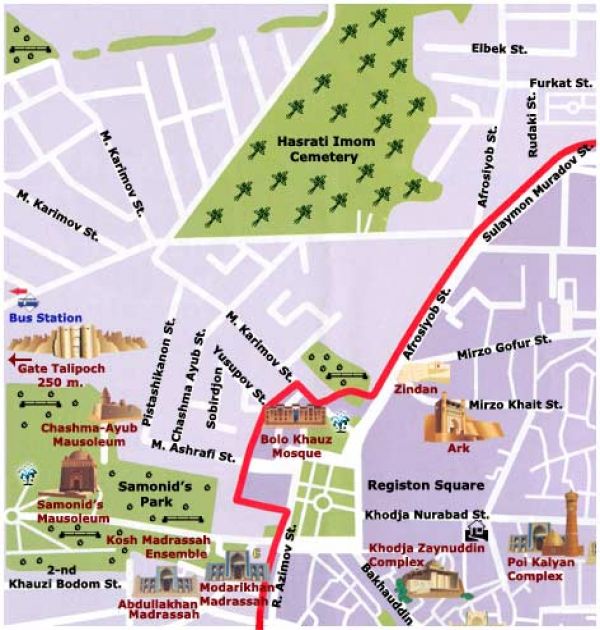 Elbek St.
Furkat St.
Rudaki St.
Afrosiyob St.
Sulaymon Muradov St.
Hasrati Imom
Cemetery
M. Karimov St.
M. Karimov St.
Bus Station
Gate Talipoch
250 m.
Pistashikanon St.
Chashma Ayub St.
Sobirdjon
Yusupov St.
M. Karimov St.
Afrosiyob St.
Mirzo Gofur St.
Zindan
Mirzo Khait St.
Ark
Chashma-Ayub
Mausoleum
Bolo Khauz
Mosque
M. Ashrafi St.
Samonid's
Park
Samonid's
Mausoleum
Registon Square
Khodja Nurabad St.
Kosh Madrassah
Ensemble
R. Azimov St.
Khodja Zaynuddin
Complex
Poi Kalyan
Complex
2-nd
Khauzi Bodom St.
Modarikhan
Madrassah
Abdullakhan
Madrassah
Bakhauddin